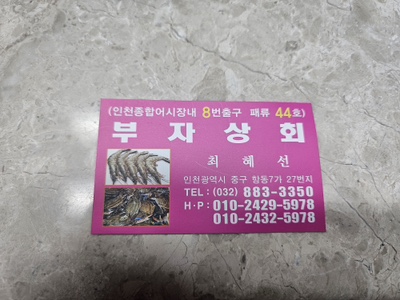 (인천종합어시장내 8번출구 패류 44호)
부자상회
최혜선
인천광역시 중구 항동7가 27번지
TEL : (032) 883-3350
H·P : 010-2429-5978
010-2432-5978